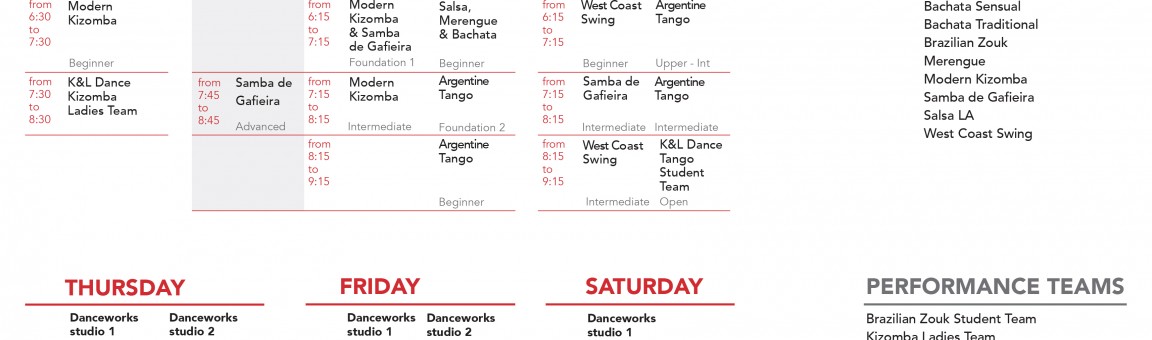 from
6:30
to
7:30
Modern
Kizomba
Beginner
from
7:30
to
8:30
K&L Dance
Kizomba
Ladies Team
from
7:45
to
8:45
Samba de
Gafieira
Advanced
from
6:15
to
7:15
Modern
Kizomba
& Samba
de Gafieira
Foundation 1
Salsa,
Merengue
& Bachata
Beginner
from
7:15
to
8:15
Modern
Kizomba
Intermediate
Argentine
Tango
Foundation 2
from
8:15
to
9:15
Argentine
Tango
Beginner
from
6:15
to
7:15
West Coast
Swing
Beginner
Argentine
Tango
Upper - Int
from
7:15
to
8:15
Samba de
Gafieira
Intermediate
Argentine
Tango
Intermediate
from
8:15
to
9:15
West Coast
Swing
Intermediate
K&L Dance
Tango
Student
Team
Open
Bachata Sensual
Bachata Traditional
Brazilian Zouk
Merengue
Modern Kizomba
Samba de Gafieira
Salsa LA
West Coast Swing
THURSDAY
Danceworks
studio 1
Danceworks
studio 2
FRIDAY
Danceworks
studio 1
Danceworks
studio 2
SATURDAY
Danceworks
studio 1
PERFORMANCE TEAMS
Brazilian Zouk Student Team
Kizomba Ladies Team